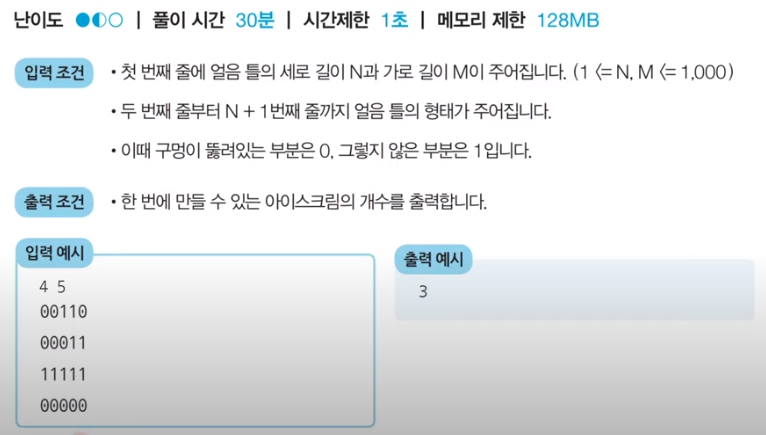 난이도 ●◐○ | 풀이 시간 30분 | 시간제한 1초 | 메모리 제한 128MB
입력 조건 • 첫 번째 줄에 얼음 틀의 세로 길이 N과 가로 길이 M이 주어집니다. (1 <= N, M <= 1,000)
• 두 번째 줄부터 N + 1번째 줄까지 얼음 틀의 형태가 주어집니다.
• 이때 구멍이 뚫려있는 부분은 0, 그렇지 않은 부분은 1입니다.
출력 조건 • 한 번에 만들 수 있는 아이스크림의 개수를 출력합니다.
입력 예시
4 5
00110
00011
11111
00000
출력 예시
3